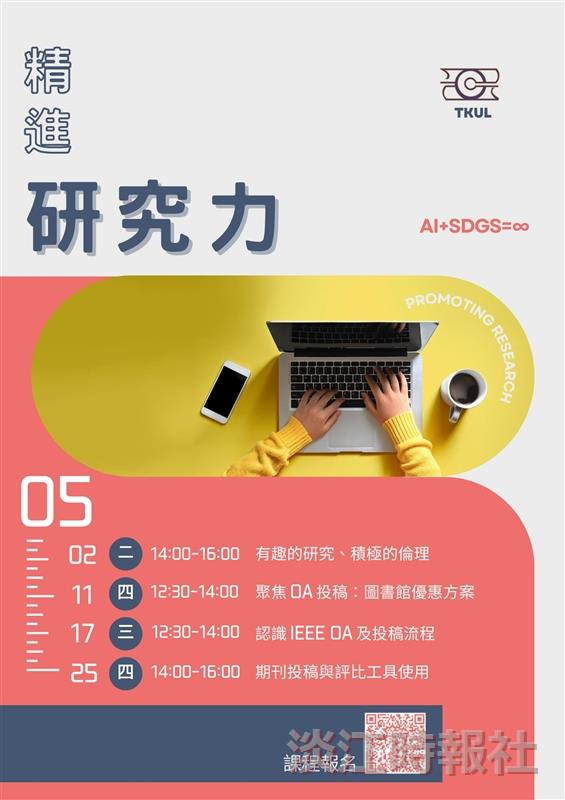 精
進
研究力
TKUL
AI+SDGS=∞
PROMOTING RESEARCH
05
02 二 14:00-16:00 有趣的研究、積極的倫理
11 四 12:30-14:00 聚焦 OA 投稿：圖書館優惠方案
17 三 12:30-14:00 認識 IEEE OA 及投稿流程
25 四 14:00-16:00 期刊投稿與評比工具使用
課程報名
淡江時報社